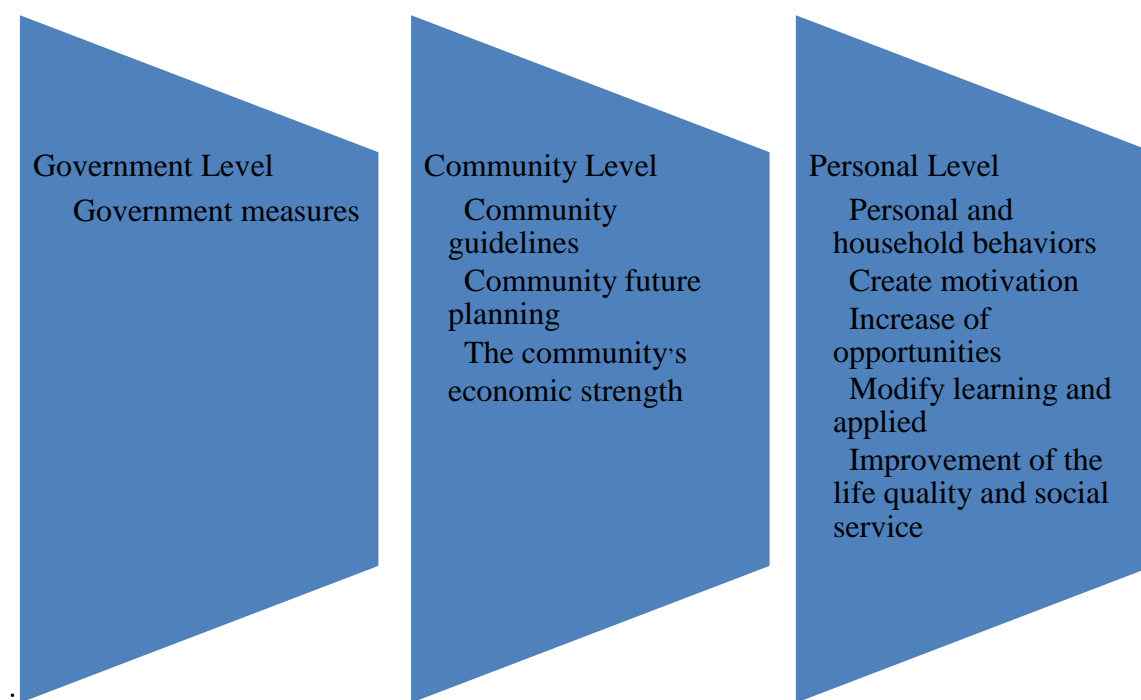 Government Level
Government measures
Community Level
Community
guidelines
Community future
planning
The community’s
economic strength
Personal Level
Personal and
household behaviors
Create motivation
Increase of
opportunities
Modify learning and
applied
Improvement of the
life quality and social
service
.